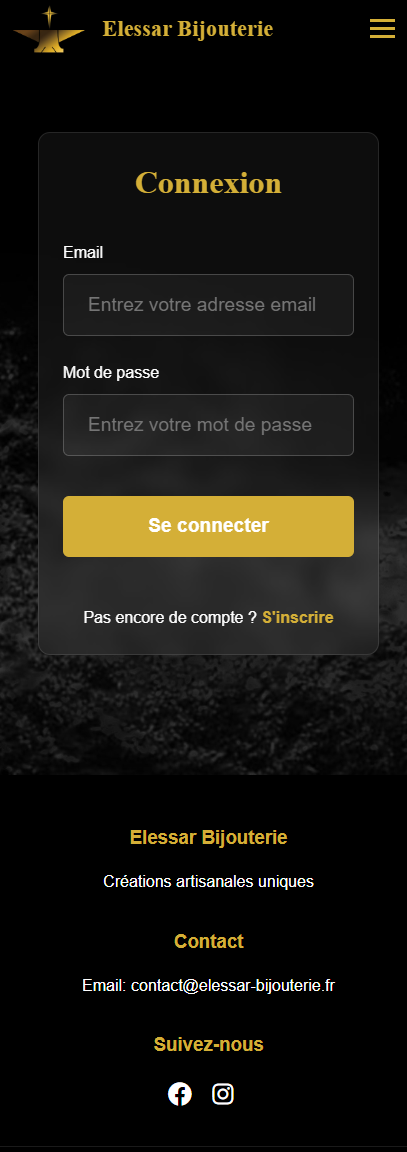 Elessar Bijouterie
Connexion
Email
Entrez votre adresse email
Mot de passe
Entrez votre mot de passe
Se connecter
Pas encore de compte ? S'inscrire
Elessar Bijouterie
Créations artisanales uniques
Contact
Email: contact@elessar-bijouterie.fr
Suivez-nous